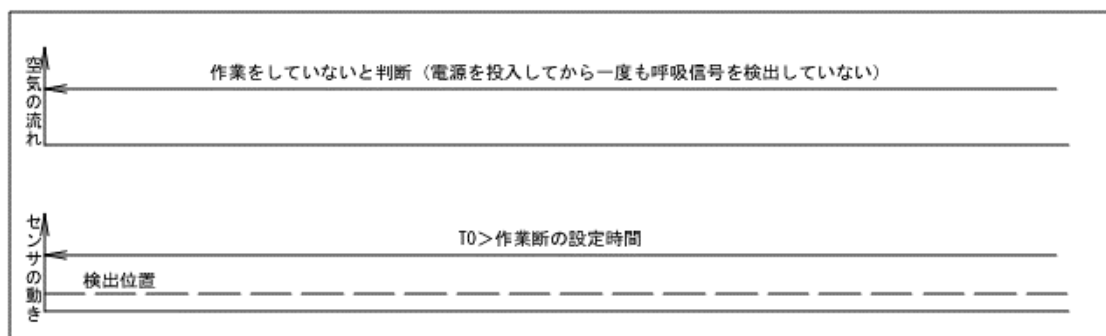 空気の流れ
作業をしていないと判断（電源を投入してから一度も呼吸信号を検出していない）
センサの動き
T0＞作業断の設定時間
検出位置